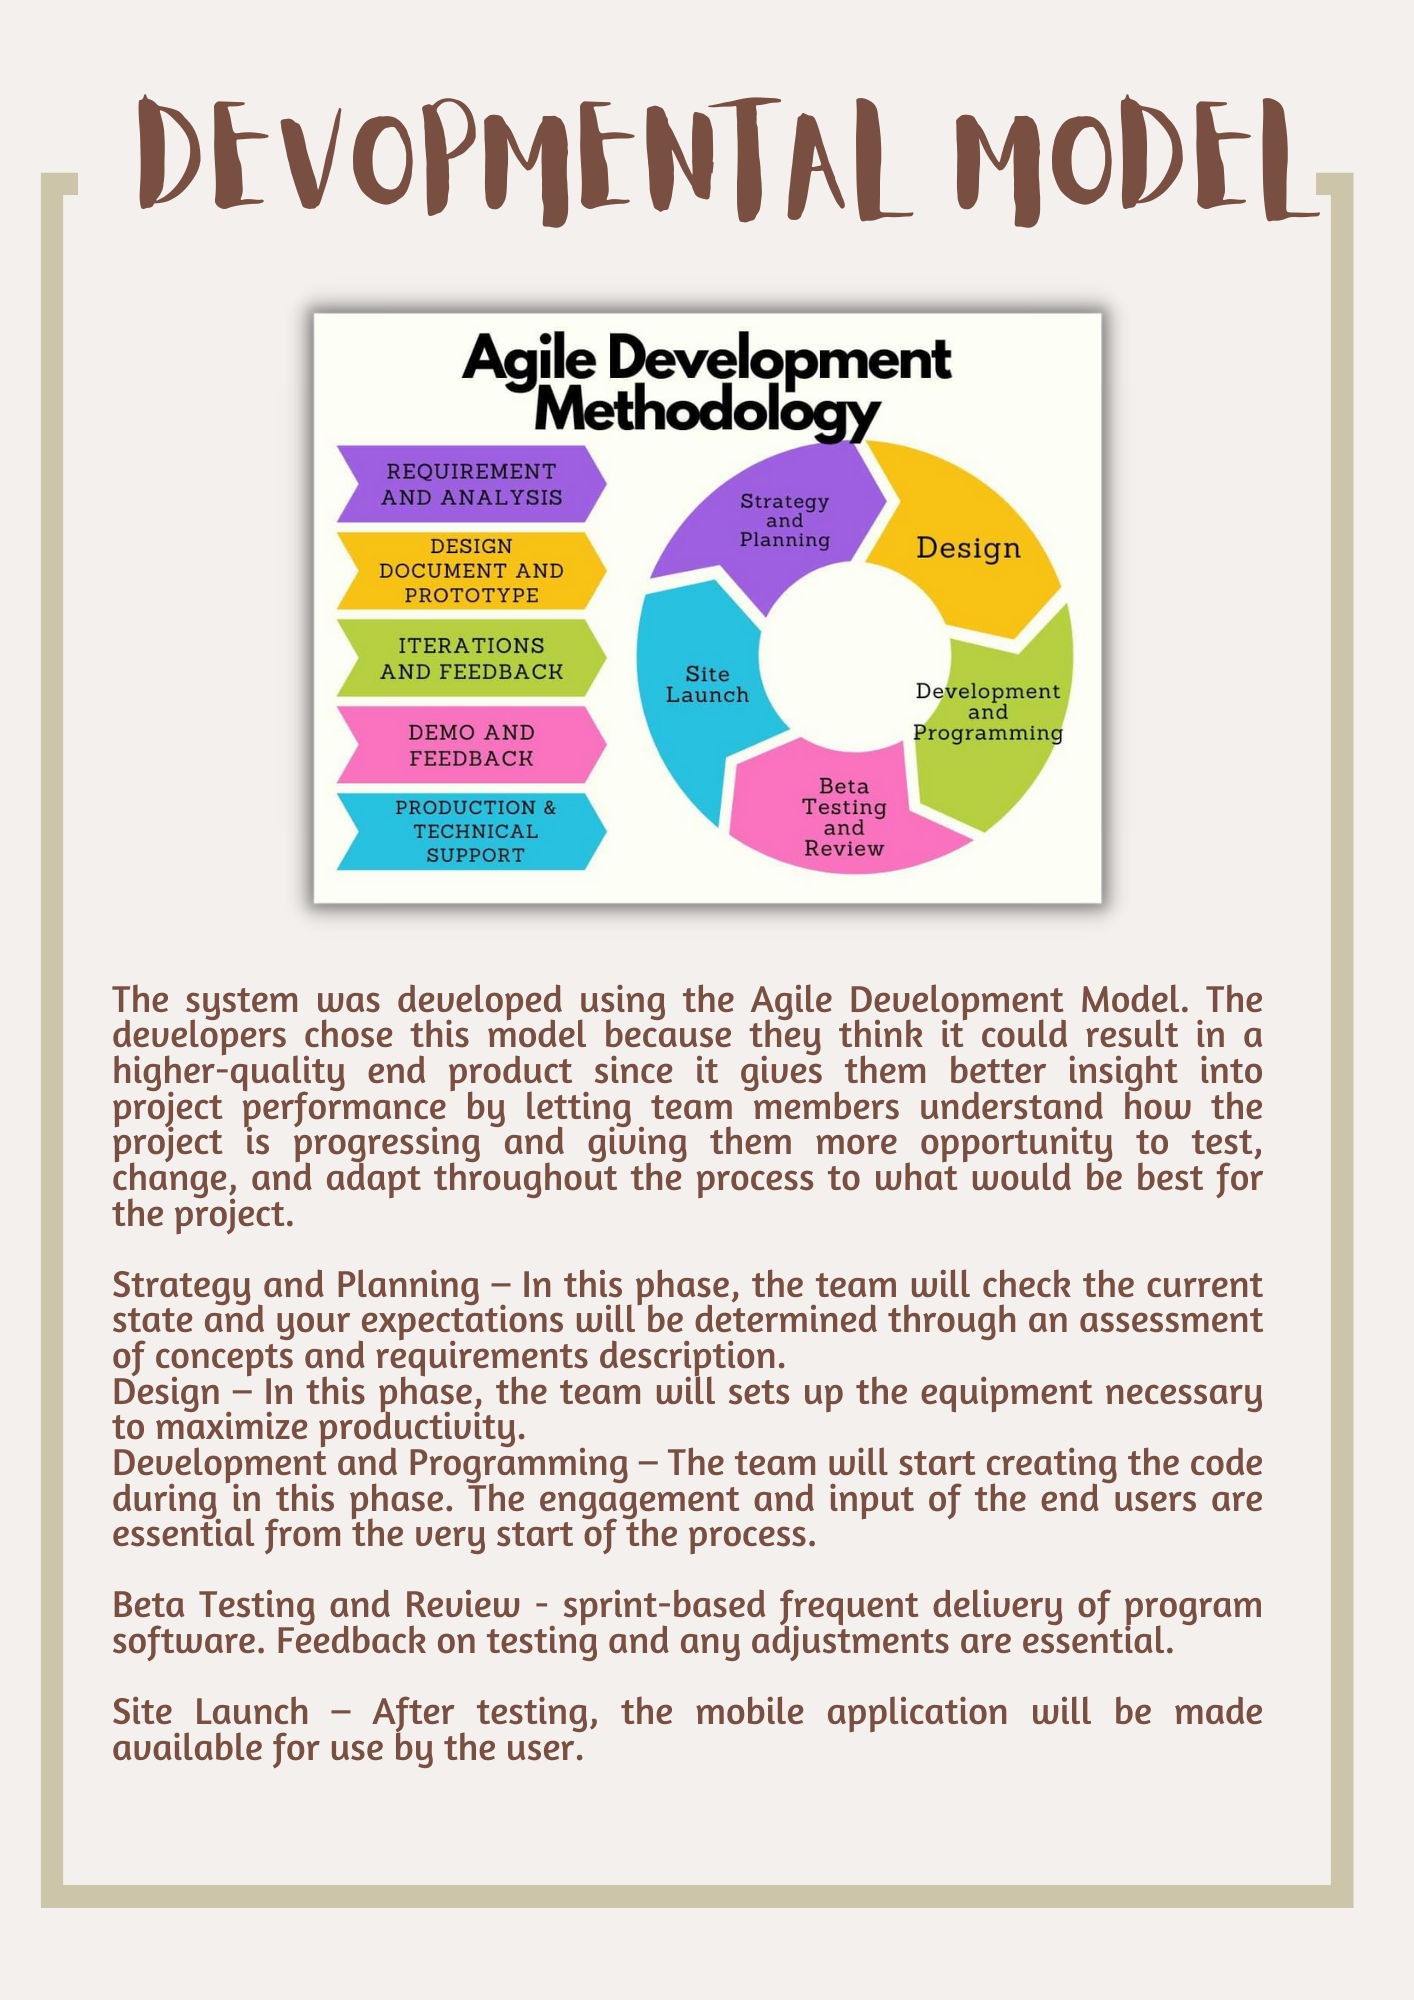 DEVOPMENTAL MODEL
Agile Development
Methodology
REQUIREMENT
AND ANALYSIS
DESIGN
DOCUMENT AND
PROTOTYPE
ITERATIONS
AND FEEDBACK
DEMO AND
FEEDBACK
PRODUCTION &
TECHNICAL
SUPPORT
Strategy
and
Planning
Design
Development
and
Programming
Beta
Testing
and
Review
Site
Launch
The system was developed using the Agile Development Model. The
developers chose this model because they think it could result in a
higher-quality end product since it gives them better insight into
project performance by letting team members understand how the
project is progressing and giving them more opportunity to test,
change, and adapt throughout the process to what would be best for
the project.
Strategy and Planning – In this phase, the team will check the current
state and your expectations will be determined through an assessment
of concepts and requirements description.
Design – In this phase, the team will sets up the equipment necessary
to maximize productivity.
Development and Programming – The team will start creating the code
during in this phase. The engagement and input of the end users are
essential from the very start of the process.
Beta Testing and Review - sprint-based frequent delivery of program
software. Feedback on testing and any adjustments are essential.
Site Launch – After testing, the mobile application will be made
available for use by the user.